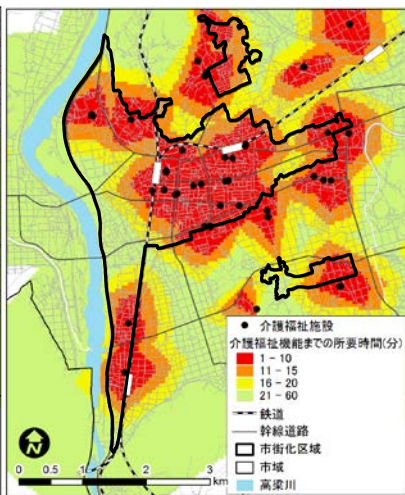 介護福祉施設
介護福祉機能までの所要時間(分)
1 - 10
11 - 15
16 - 20
21 - 60
鉄道
幹線道路
市街化区域
市域
高梁川
N
0 0.5 1 2 3
km